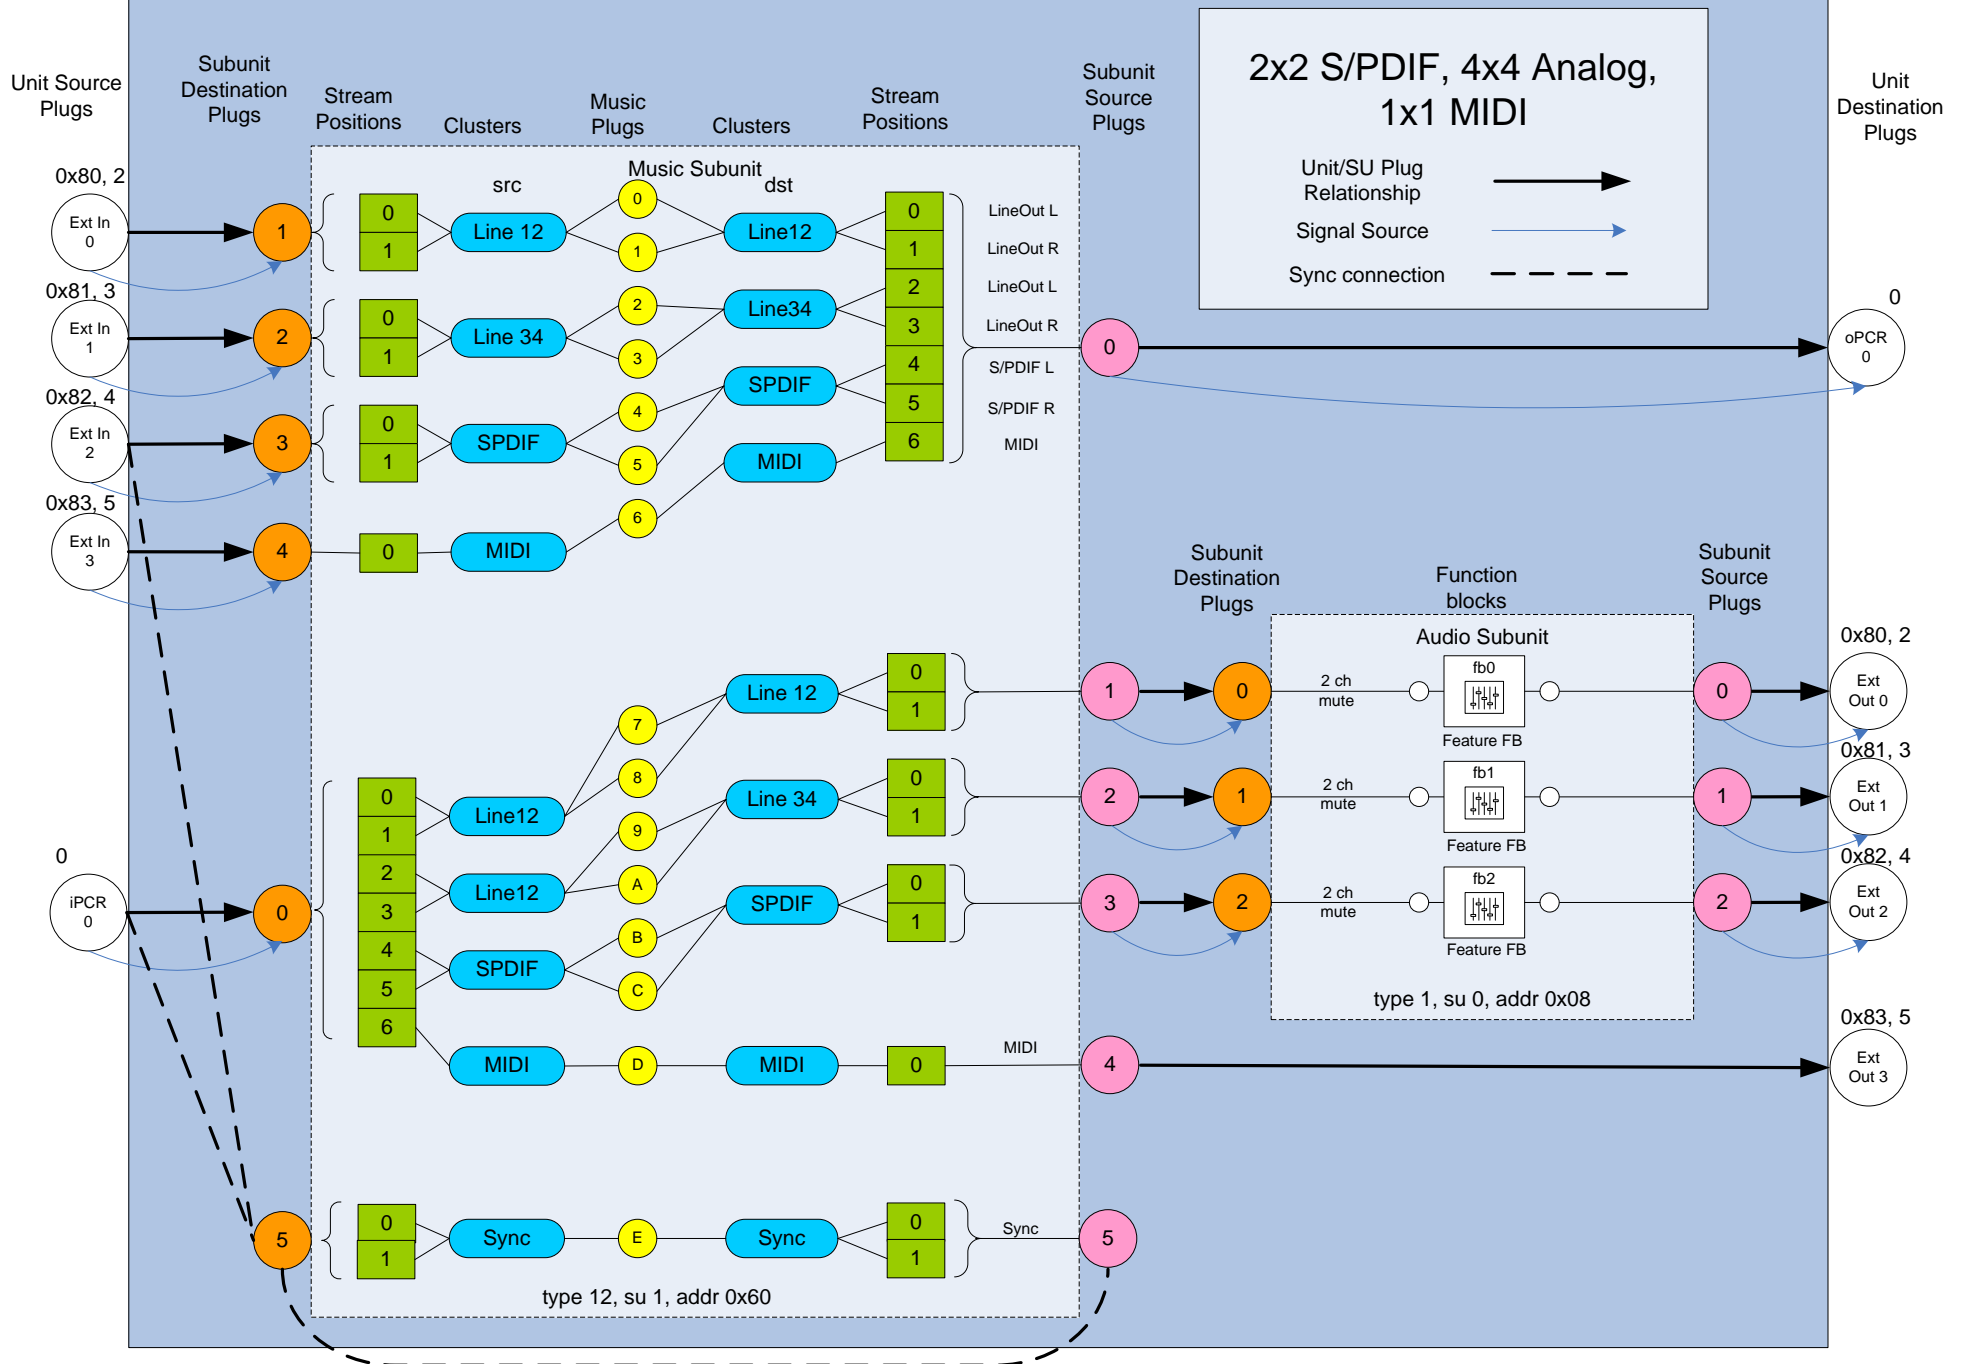 2x2 S/PDIF, 4x4 Analog,
1x1 MIDI
Unit/SU Plug
Relationship
Signal Source
Sync connection
Unit Source
Plugs
Subunit
Destination
Plugs
Stream
Positions
Clusters
Music
Plugs
Clusters
Stream
Positions
Subunit
Source
Plugs
Unit
Destination
Plugs
Music Subunit
src
dst
0x80, 2
Ext In
0
1
0
1
Line 12
0
1
Line12
0
1
LineOut L
LineOut R
0x81, 3
Ext In
1
2
0
1
Line 34
2
3
Line34
2
3
LineOut L
LineOut R
0x82, 4
Ext In
2
3
0
1
SPDIF
4
5
SPDIF
4
5
S/PDIF L
S/PDIF R
0x83, 5
Ext In
3
4
0
MIDI
6
MIDI
6
MIDI
0
0
oPCR
0
Subunit
Destination
Plugs
Function
blocks
Subunit
Source
Plugs
Audio Subunit
0
iPCR
0
0
0
1
2
3
4
5
6
Line12
Line12
SPDIF
MIDI
7
8
9
A
B
C
D
Line 12
Line 34
SPDIF
MIDI
0
1
0
1
0
1
0
MIDI
1
0
2 ch
mute
fb0
Feature FB
0
0x80, 2
Ext
Out 0
2
1
2 ch
mute
fb1
Feature FB
1
0x81, 3
Ext
Out 1
3
2
2 ch
mute
fb2
Feature FB
2
0x82, 4
Ext
Out 2
type 1, su 0, addr 0x08
4
0x83, 5
Ext
Out 3
5
0
1
Sync
E
Sync
0
1
Sync
5
type 12, su 1, addr 0x60